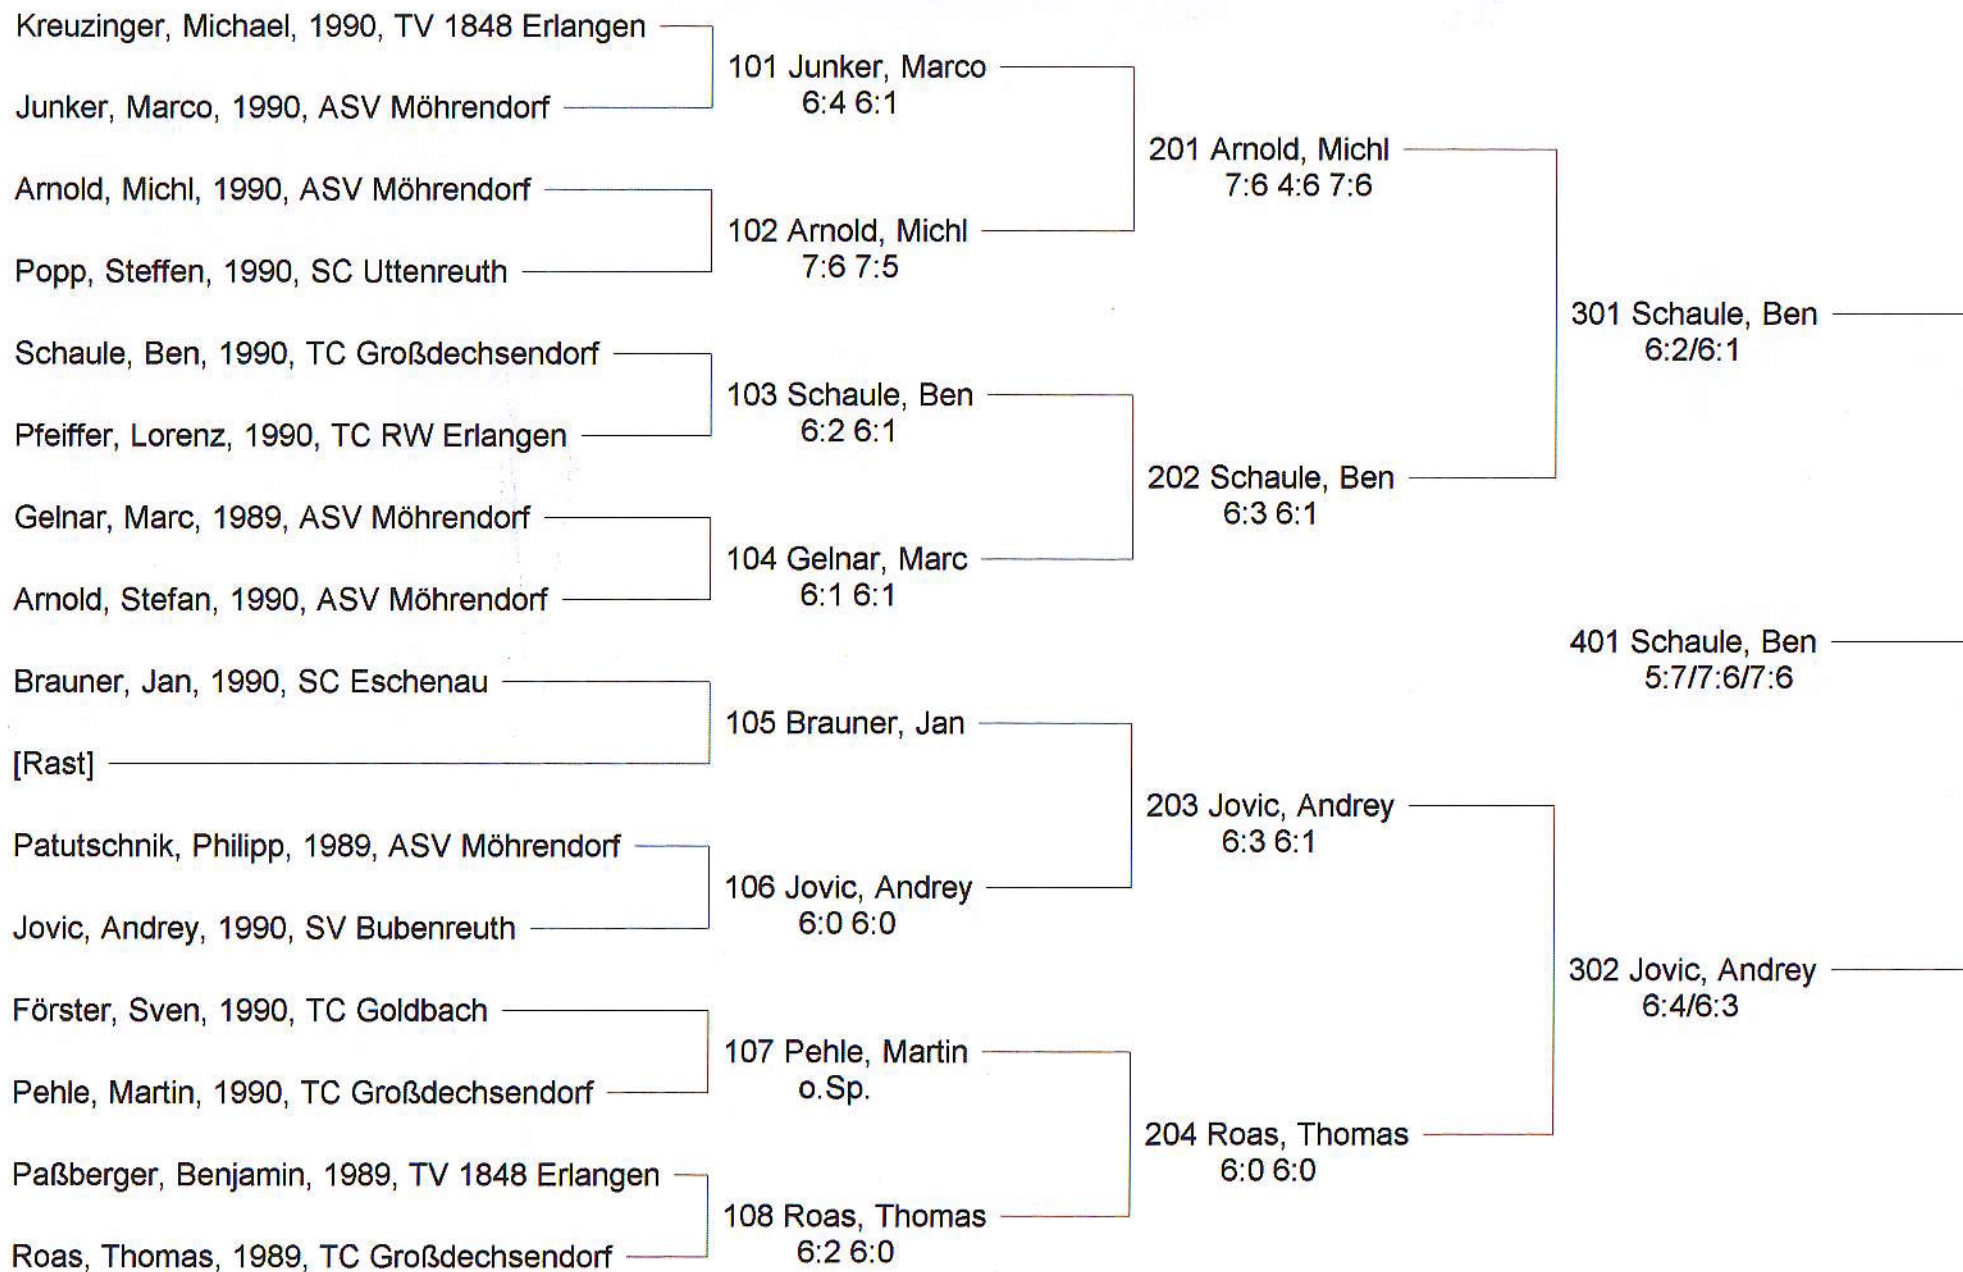 Kreuzinger, Michael, 1990, TV 1848 Erlangen
Junker, Marco, 1990, ASV Möhrendorf
Arnold, Michl, 1990, ASV Möhrendorf
Popp, Steffen, 1990, SC Uttenreuth
Schaule, Ben, 1990, TC Großdechsendorf
Pfeiffer, Lorenz, 1990, TC RW Erlangen
Gelnar, Marc, 1989, ASV Möhrendorf
Arnold, Stefan, 1990, ASV Möhrendorf
Brauner, Jan, 1990, SC Eschenau
[Rast]
Patutschnik, Philipp, 1989, ASV Möhrendorf
Jovic, Andrey, 1990, SV Bubenreuth
Förster, Sven, 1990, TC Goldbach
Pehle, Martin, 1990, TC Großdechsendorf
Paßberger, Benjamin, 1989, TV 1848 Erlangen
Roas, Thomas, 1989, TC Großdechsendorf
101 Junker, Marco
6:4 6:1
102 Arnold, Michl
7:6 7:5
103 Schaule, Ben
6:2 6:1
104 Gelnar, Marc
6:1 6:1
105 Brauner, Jan
106 Jovic, Andrey
6:0 6:0
107 Pehle, Martin
o.Sp.
108 Roas, Thomas
6:2 6:0
201 Arnold, Michl
7:6 4:6 7:6
202 Schaule, Ben
6:3 6:1
203 Jovic, Andrey
6:3 6:1
204 Roas, Thomas
6:0 6:0
301 Schaule, Ben
6:2/6:1
401 Schaule, Ben
5:7/7:6/7:6
302 Jovic, Andrey
6:4/6:3